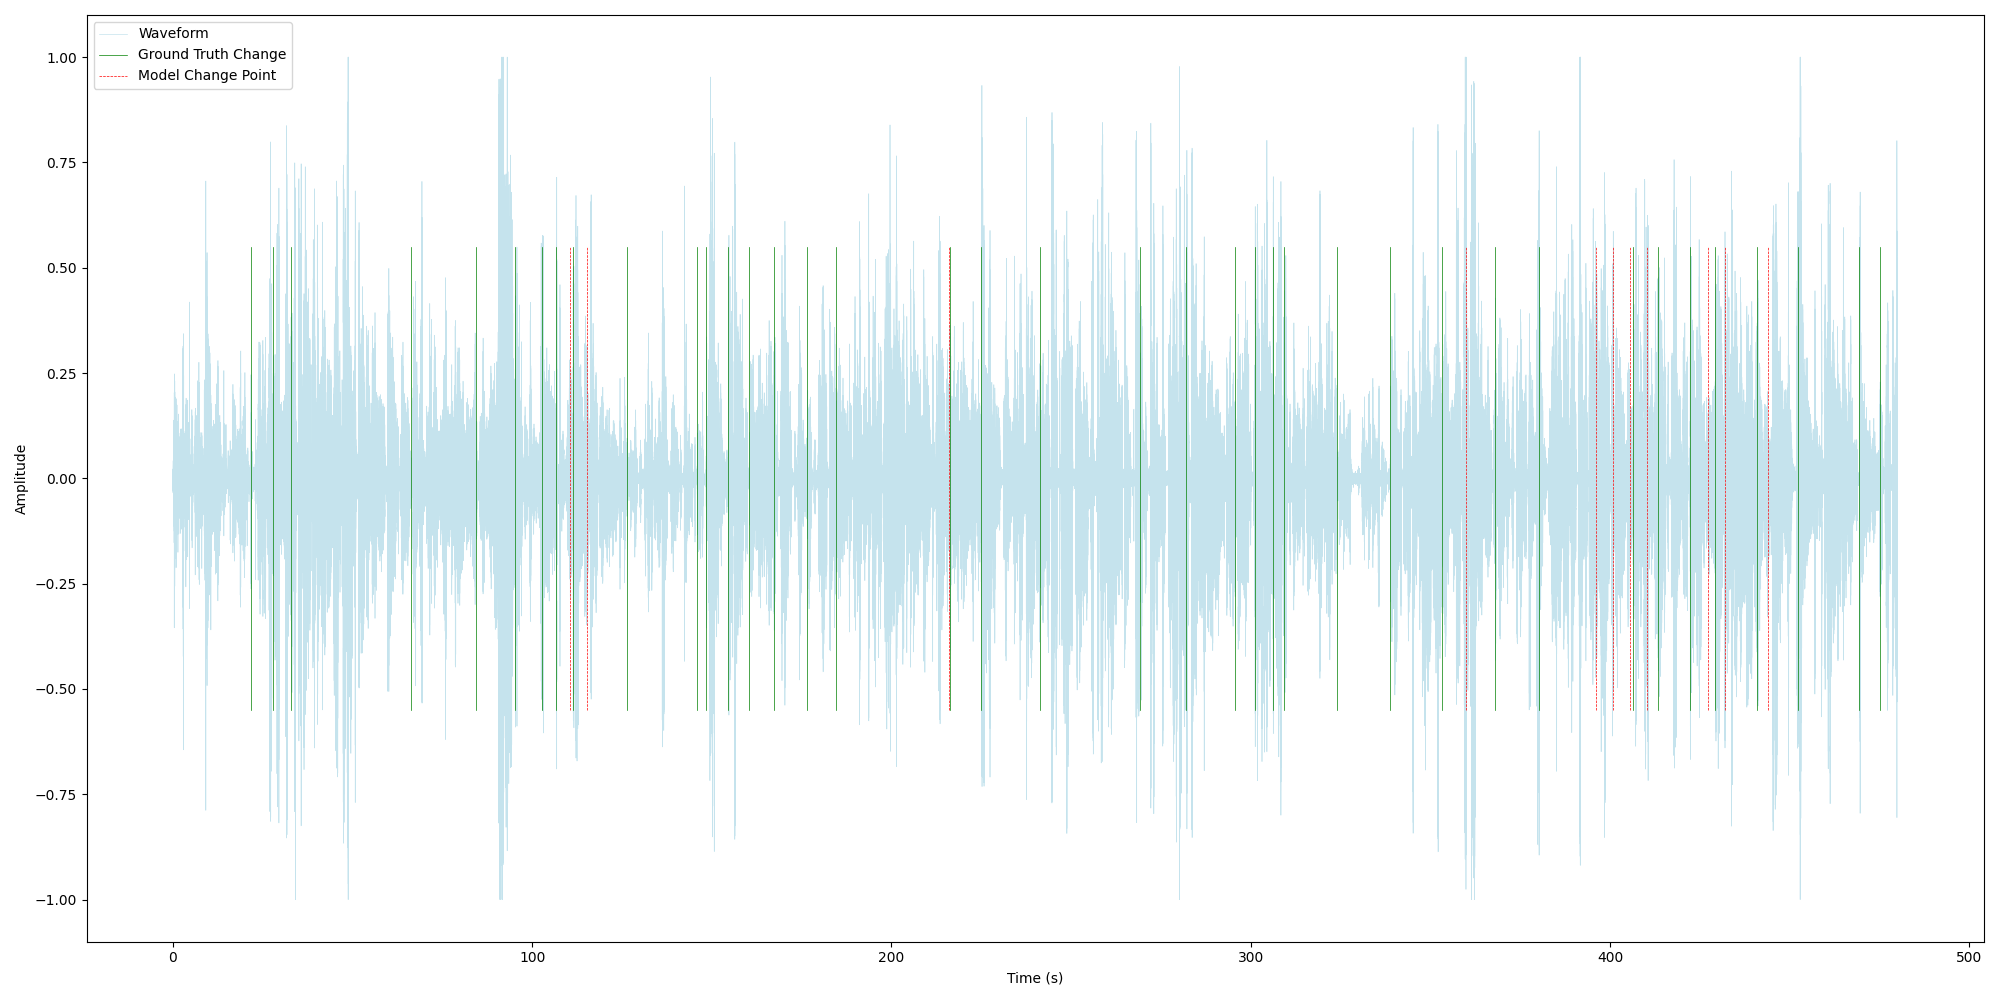 Waveform
Ground Truth Change
Model Change Point
1.00
0.75
0.50
0.25
0.00
−0.25
−0.50
−0.75
−1.00
Amplitude
0 100 200 300 400 500
Time (s)